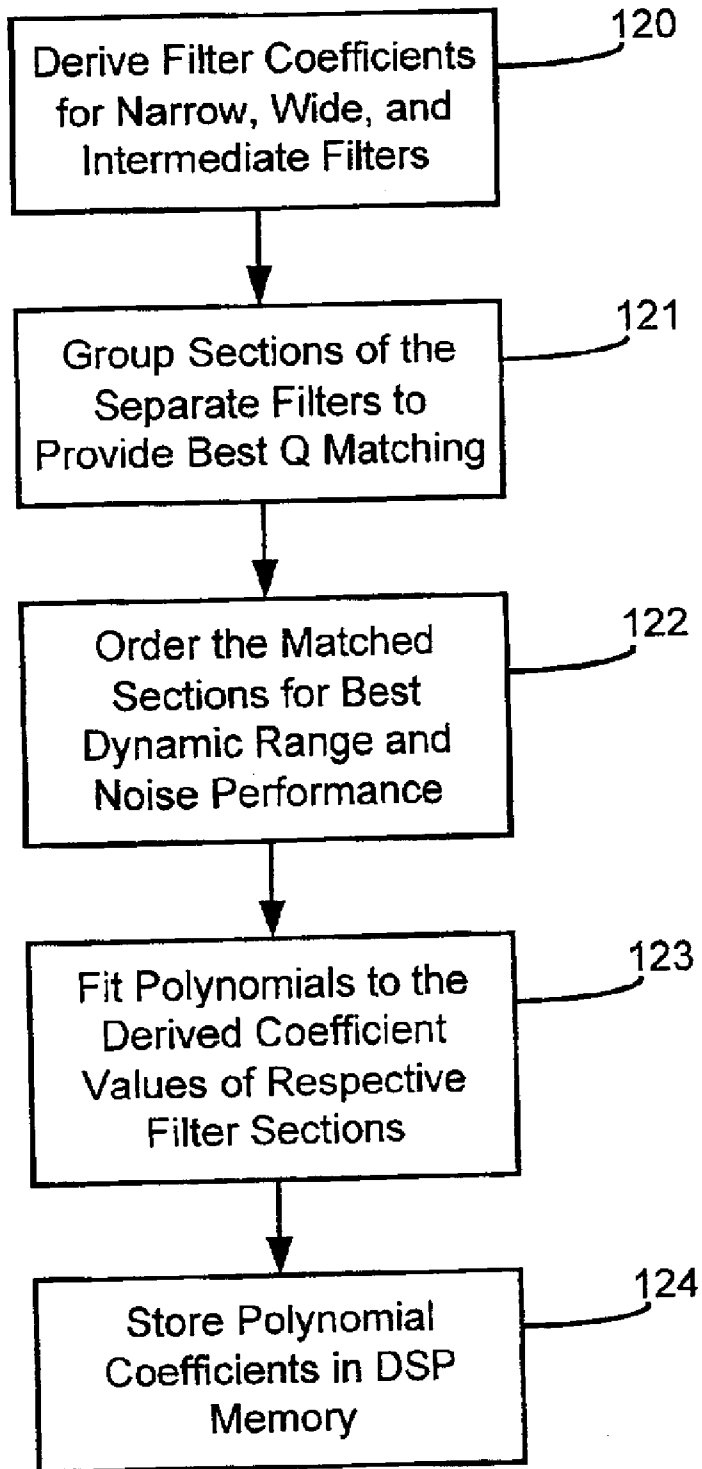 120
Derive Filter Coefficients
for Narrow, Wide, and
Intermediate Filters
121
Group Sections of the
Separate Filters to
Provide Best Q Matching
122
Order the Matched
Sections for Best
Dynamic Range and
Noise Performance
123
Fit Polynomials to the
Derived Coefficient
Values of Respective
Filter Sections
124
Store Polynomial
Coefficients in DSP
Memory